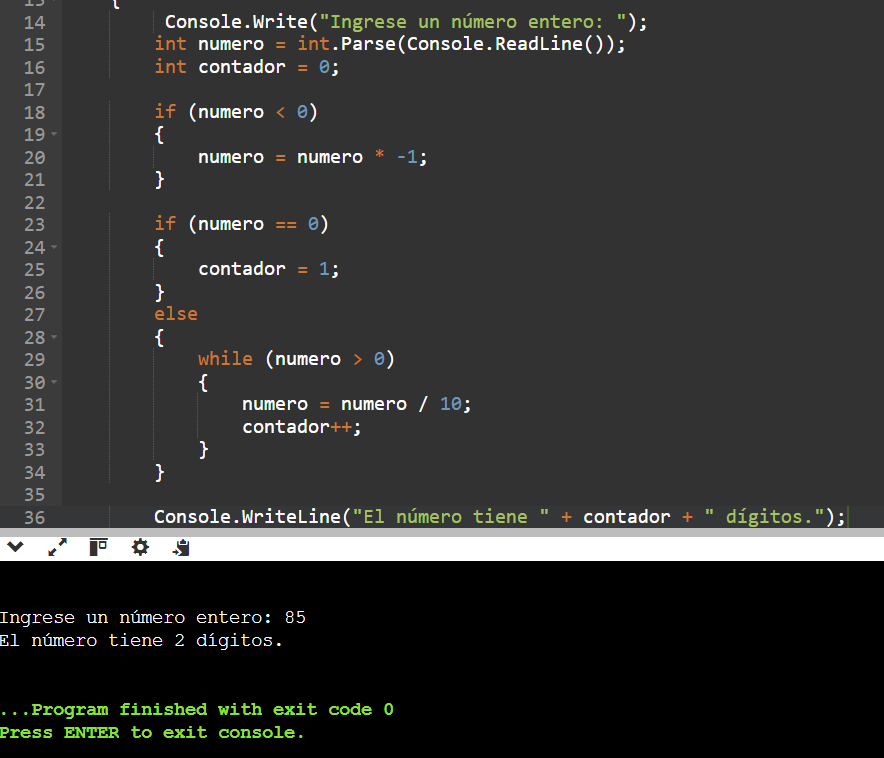 13 {
14 Console.Write("Ingrese un número entero: ");
15 int numero = int.Parse(Console.ReadLine());
16 int contador = 0;
17
18 if (numero < 0)
19 {
20 numero = numero * -1;
21 }
22
23 if (numero == 0)
24 {
25 contador = 1;
26 }
27 else
28 {
29 while (numero > 0)
30 {
31 numero = numero / 10;
32 contador++;
33 }
34 }
35
36 Console.WriteLine("El número tiene " + contador + " dígitos.");
Ingrese un número entero: 85
El número tiene 2 dígitos.
...Program finished with exit code 0
Press ENTER to exit console.